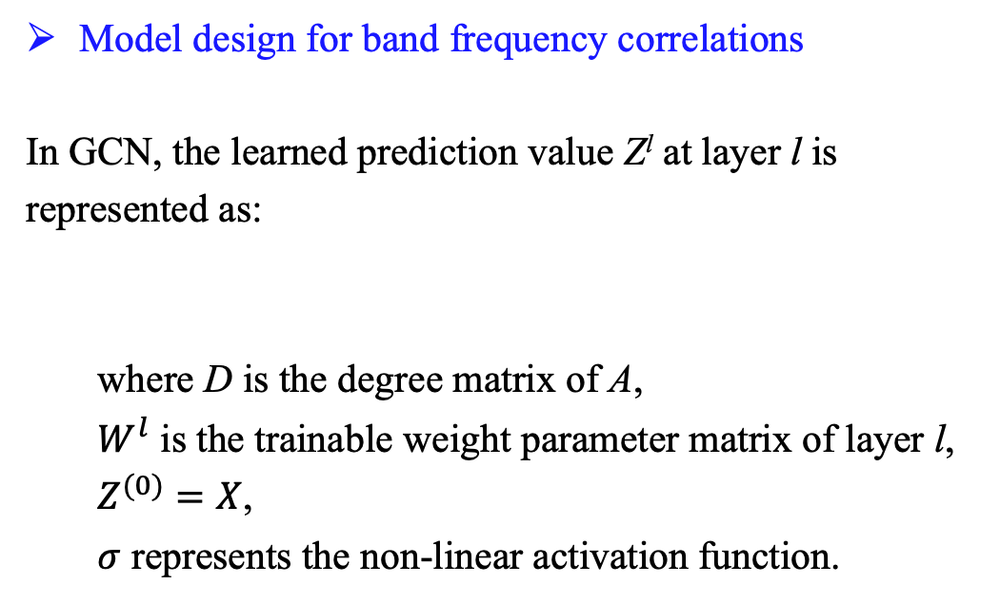 ➢ Model design for band frequency correlations
In GCN, the learned prediction value Zˡ at layer l is
represented as:
where D is the degree matrix of A,
Wˡ is the trainable weight parameter matrix of layer l,
Z⁽⁰⁾ = X,
σ represents the non-linear activation function.